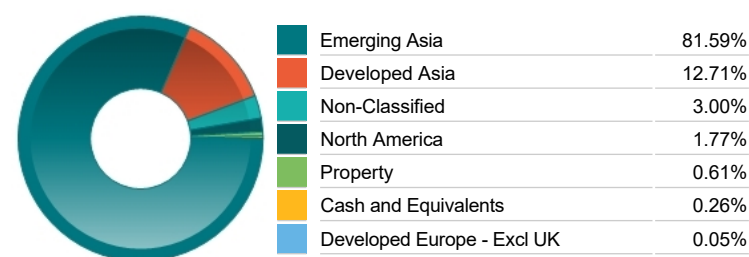 Emerging Asia 81.59%
Developed Asia 12.71%
Non-Classified 3.00%
North America 1.77%
Property 0.61%
Cash and Equivalents 0.26%
Developed Europe - Excl UK 0.05%